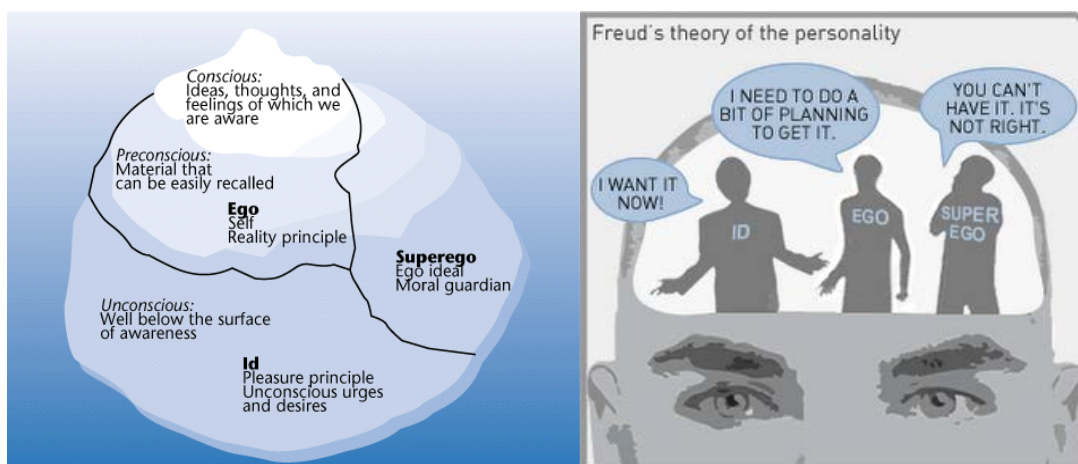 Conscious:
Ideas, thoughts, and
feelings of which we
are aware
Preconscious:
Material that
can be easily recalled
Ego
Self
Reality principle
Superego
Ego ideal
Moral guardian
Unconscious:
Well below the surface
of awareness
Id
Pleasure principle
Unconscious urges
and desires
Freud's theory of the personality
I WANT IT
NOW!
I NEED TO DO A
BIT OF PLANNING
TO GET IT.
YOU CAN'T
HAVE IT. IT'S
NOT RIGHT.
ID
EGO
SUPER
EGO